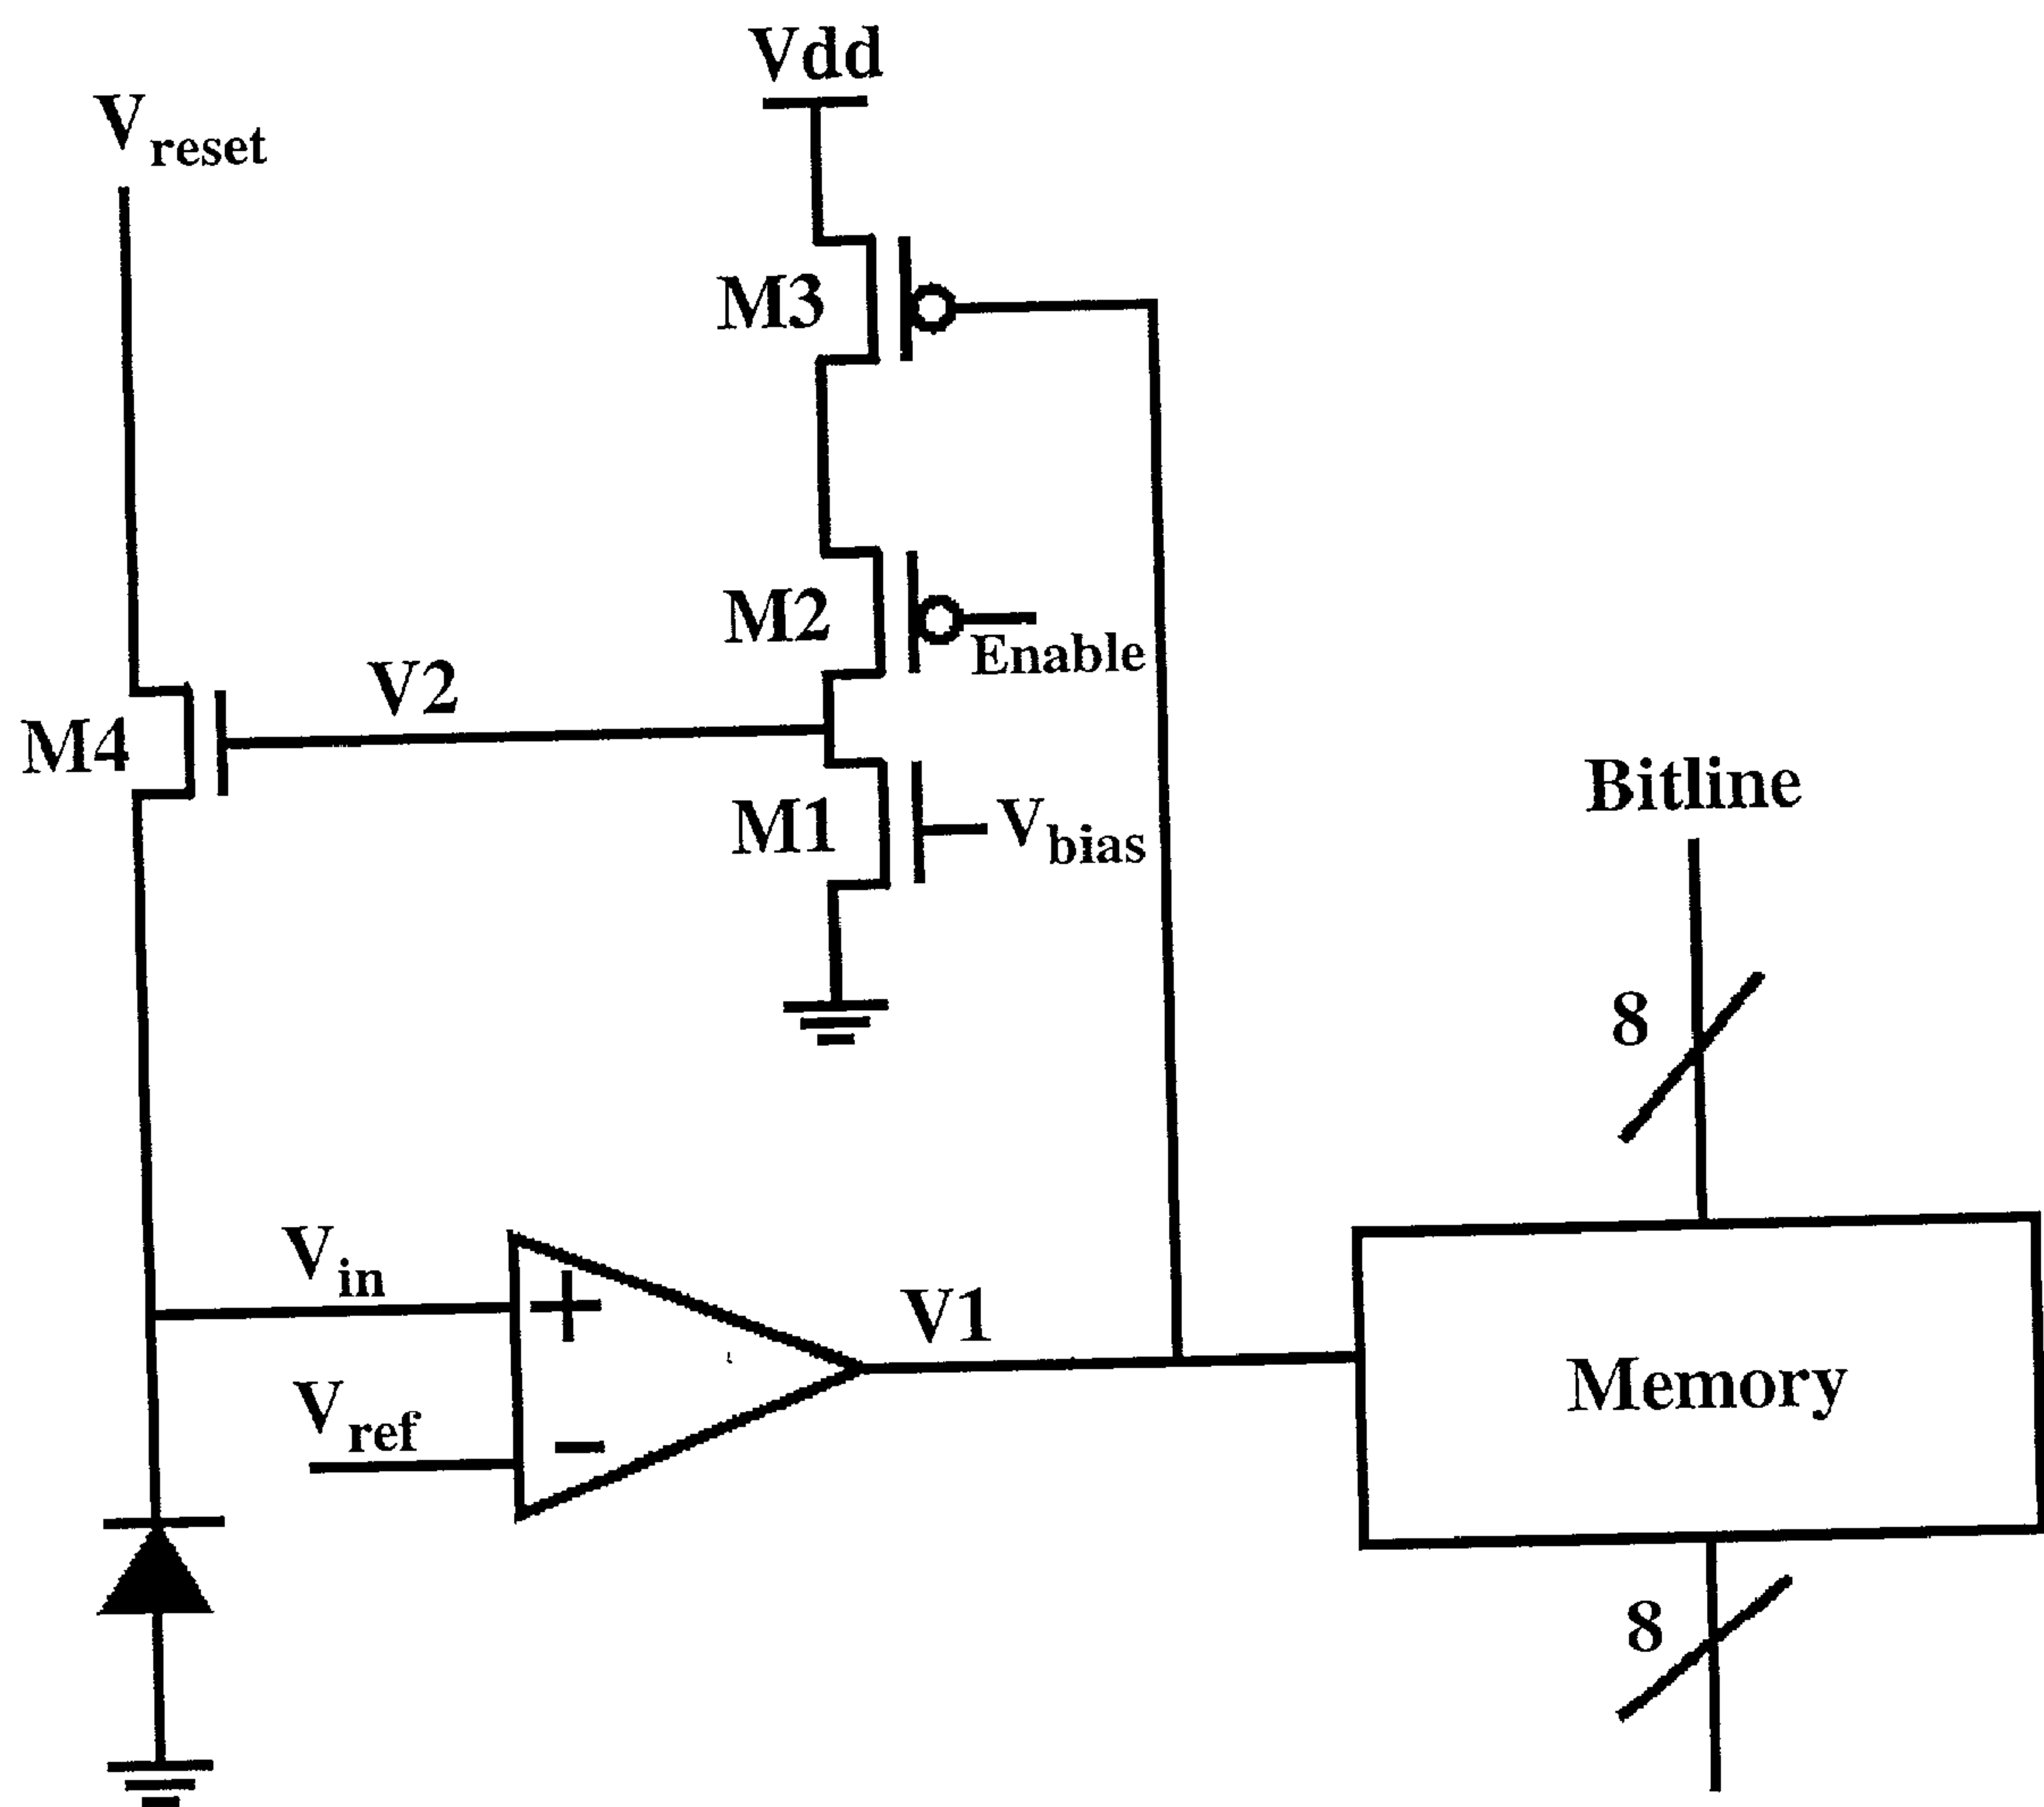 Vdd
Vreset
M3
M2
Enable
V2
M4
M1
Vbias
Bitline
8
Vin
+
V1
Vref
-
Memory
8